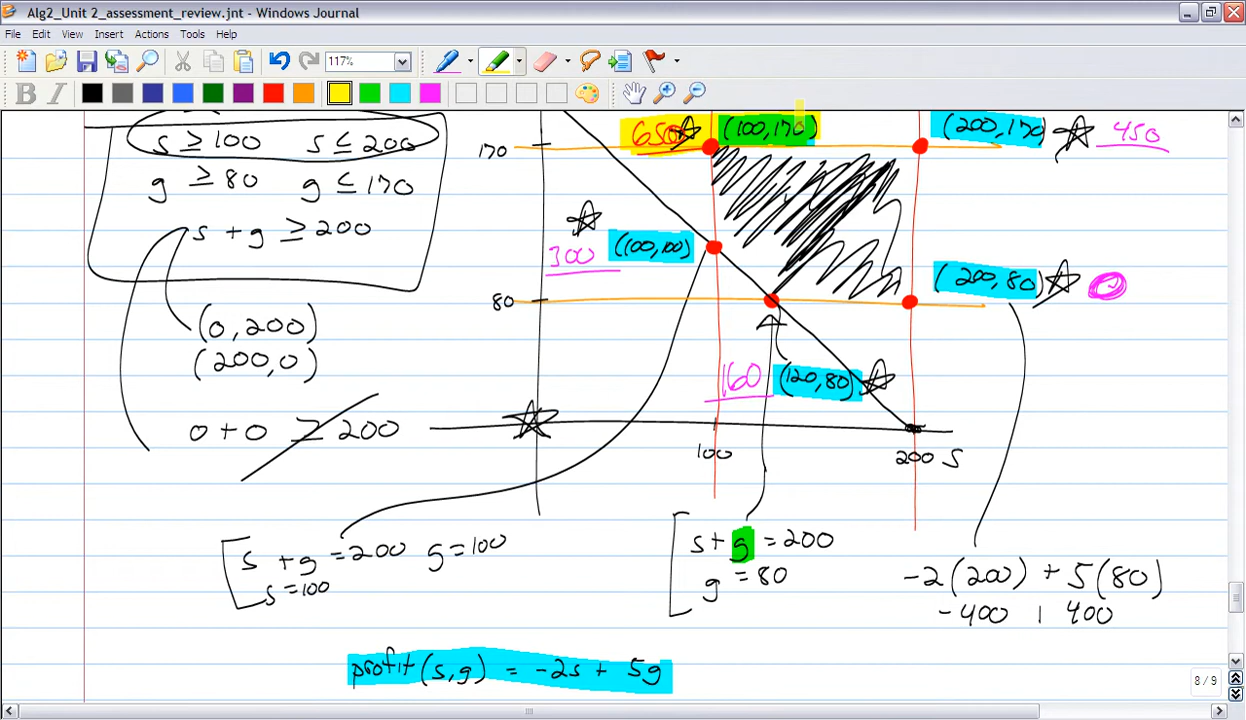 Alg2_Unit 2_assessment_review.jnt - Windows Journal
File Edit View Insert Actions Tools Help
117%
B I
s ≥ 100 s ≤ 200
g ≥ 80 g ≤ 170
s + g ≥ 200
(0,200)
(200,0)
0 + 0 ≥ 200
170
650 (100,170)
(200,170) 450
300 (100,100)
80
(200,80) 0
160 (120,80)
100
200 S
s + g = 200 g = 100
s = 100
s + g = 200
g = 80
-2(200) + 5(80)
-400 + 400
profit(s,g) = -2s + 5g
8 / 9